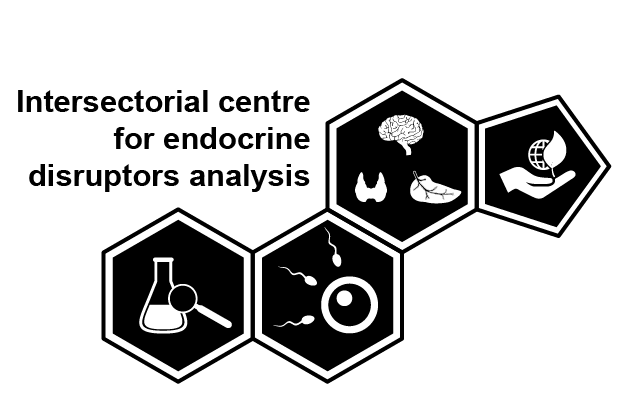 Intersectorial centre
for endocrine
disruptors analysis